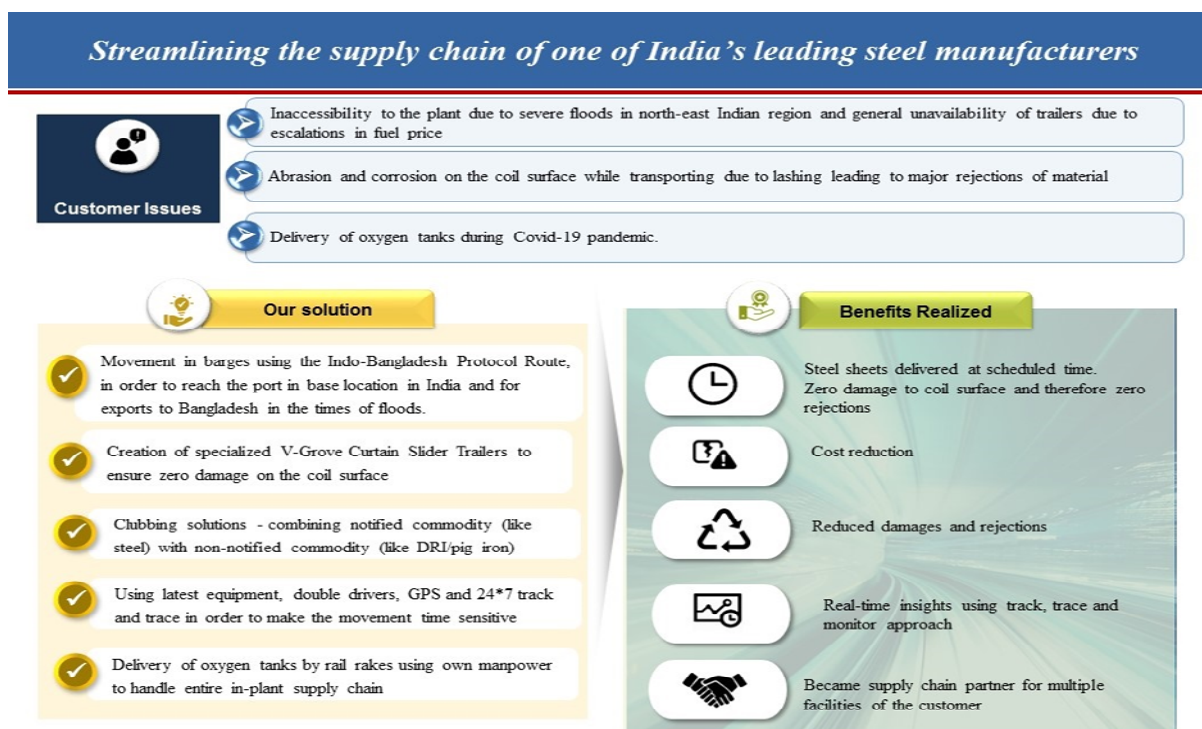 Streamlining the supply chain of one of India's leading steel manufacturers
Customer Issues
Inaccessibility to the plant due to severe floods in north-east Indian region and general unavailability of trailers due to
escalations in fuel price
Abrasion and corrosion on the coil surface while transporting due to lashing leading to major rejections of material
Delivery of oxygen tanks during Covid-19 pandemic.
Our solution
Movement in barges using the Indo-Bangladesh Protocol Route,
in order to reach the port in base location in India and for
exports to Bangladesh in the times of floods.
Creation of specialized V-Grove Curtain Slider Trailers to
ensure zero damage on the coil surface
Clubbing solutions - combining notified commodity (like
steel) with non-notified commodity (like DRI/pig iron)
Using latest equipment, double drivers, GPS and 24*7 track
and trace in order to make the movement time sensitive
Delivery of oxygen tanks by rail rakes using own manpower
to handle entire in-plant supply chain
Benefits Realized
Steel sheets delivered at scheduled time.
Zero damage to coil surface and therefore zero
rejections
Cost reduction
Reduced damages and rejections
Real-time insights using track, trace and
monitor approach
Became supply chain partner for multiple
facilities of the customer